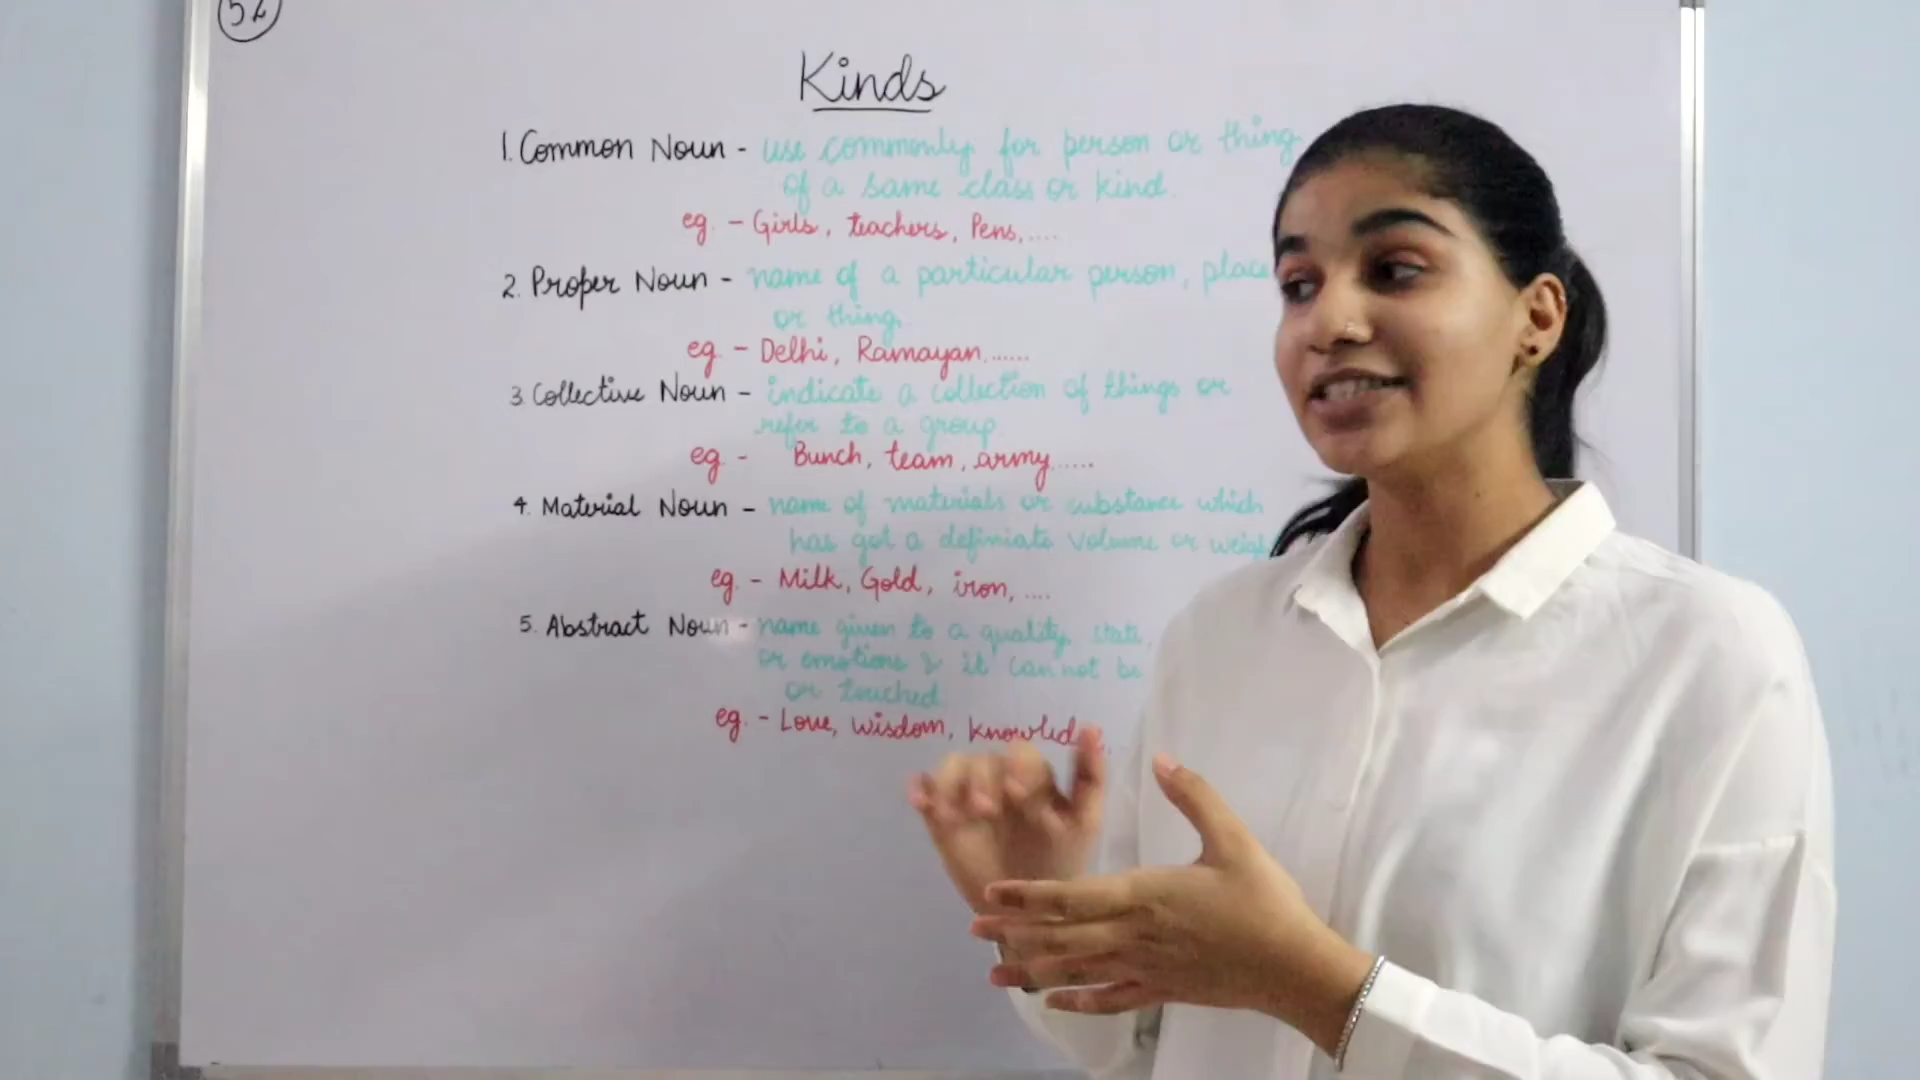 52
Kinds
1. Common Noun - use commonly for person or thing
of a same class or kind.
eg. - Girls, teachers, Pens,....
2. Proper Noun - name of a particular person, place
or thing.
eg. - Delhi, Ramayan......
3. Collective Noun - indicate a collection of things or
refer to a group.
eg - Bunch, team, army.....
4. Material Noun - name of materials or substance which
has got a definiate volume or
eg. - Milk, Gold, iron, ....
5. Abstract Noun - name given to a quality, state,
or emotions & it cannot be
or touched.
eg. - Love, wisdom,